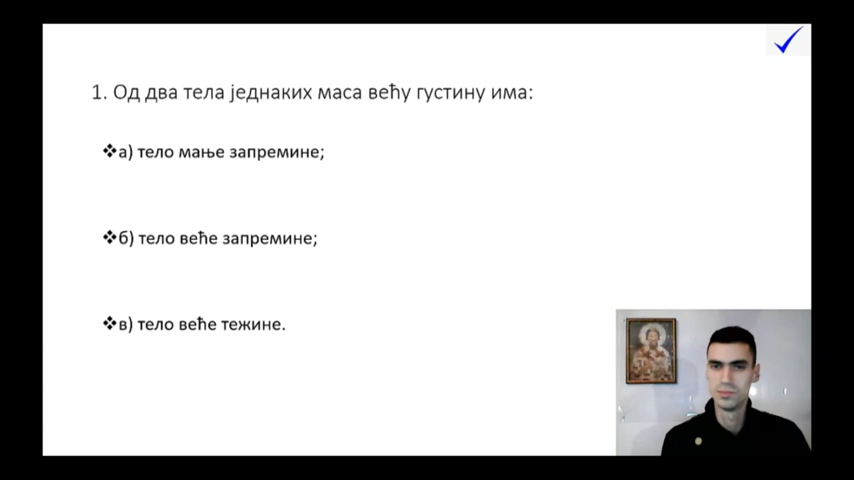 1. Од два тела једнаких маса већу густину има:
❖а) тело мање запремине;
❖б) тело веће запремине;
❖в) тело веће тежине.